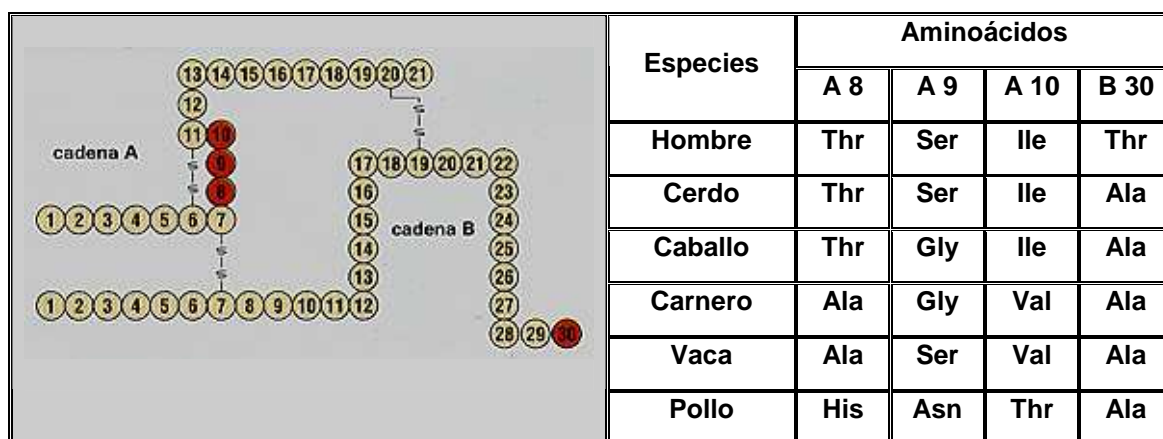 13 14 15 16 17 18 19 20 21
12
11 10
cadena A
9
8
1 2 3 4 5 6 7
17 18 19 20 21 22
16 23
15 24
cadena B
14 25
13 26
1 2 3 4 5 6 7 8 9 10 11 12 27
28 29 30
Especies Aminoácidos
A 8 A 9 A 10 B 30
Hombre Thr Ser Ile Thr
Cerdo Thr Ser Ile Ala
Caballo Thr Gly Ile Ala
Carnero Ala Gly Val Ala
Vaca Ala Ser Val Ala
Pollo His Asn Thr Ala